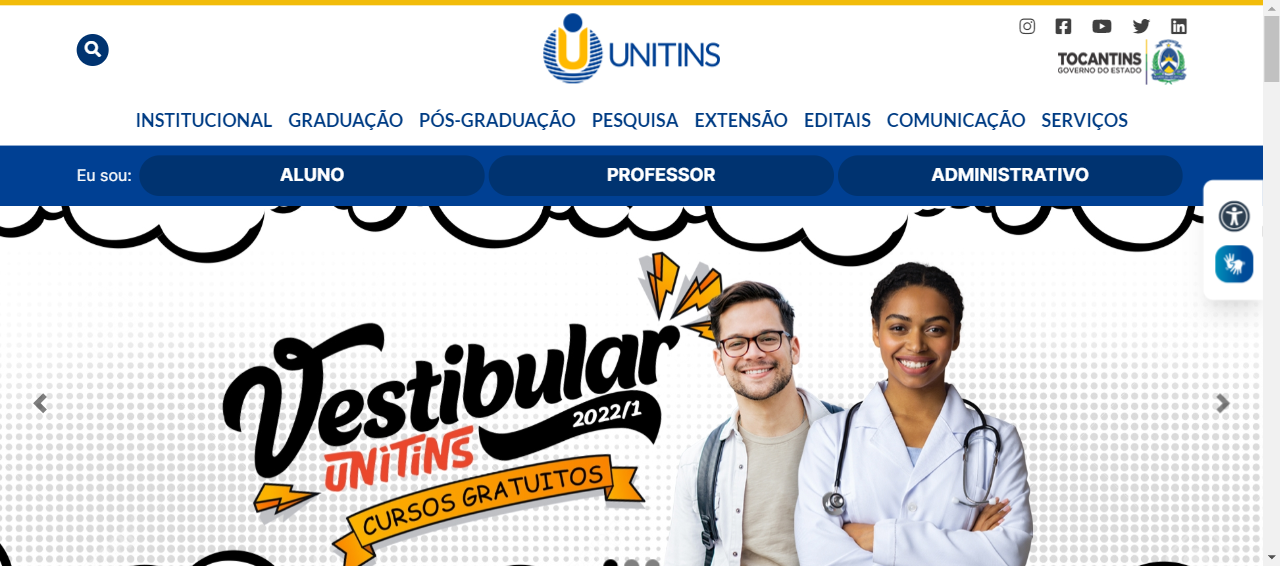 UNITINS
TOCANTINS
GOVERNO DO ESTADO
INSTITUCIONAL GRADUAÇÃO PÓS-GRADUAÇÃO PESQUISA EXTENSÃO EDITAIS COMUNICAÇÃO SERVIÇOS
Eu sou: ALUNO PROFESSOR ADMINISTRATIVO
Vestibular
2022/1
UNITINS
CURSOS GRATUITOS